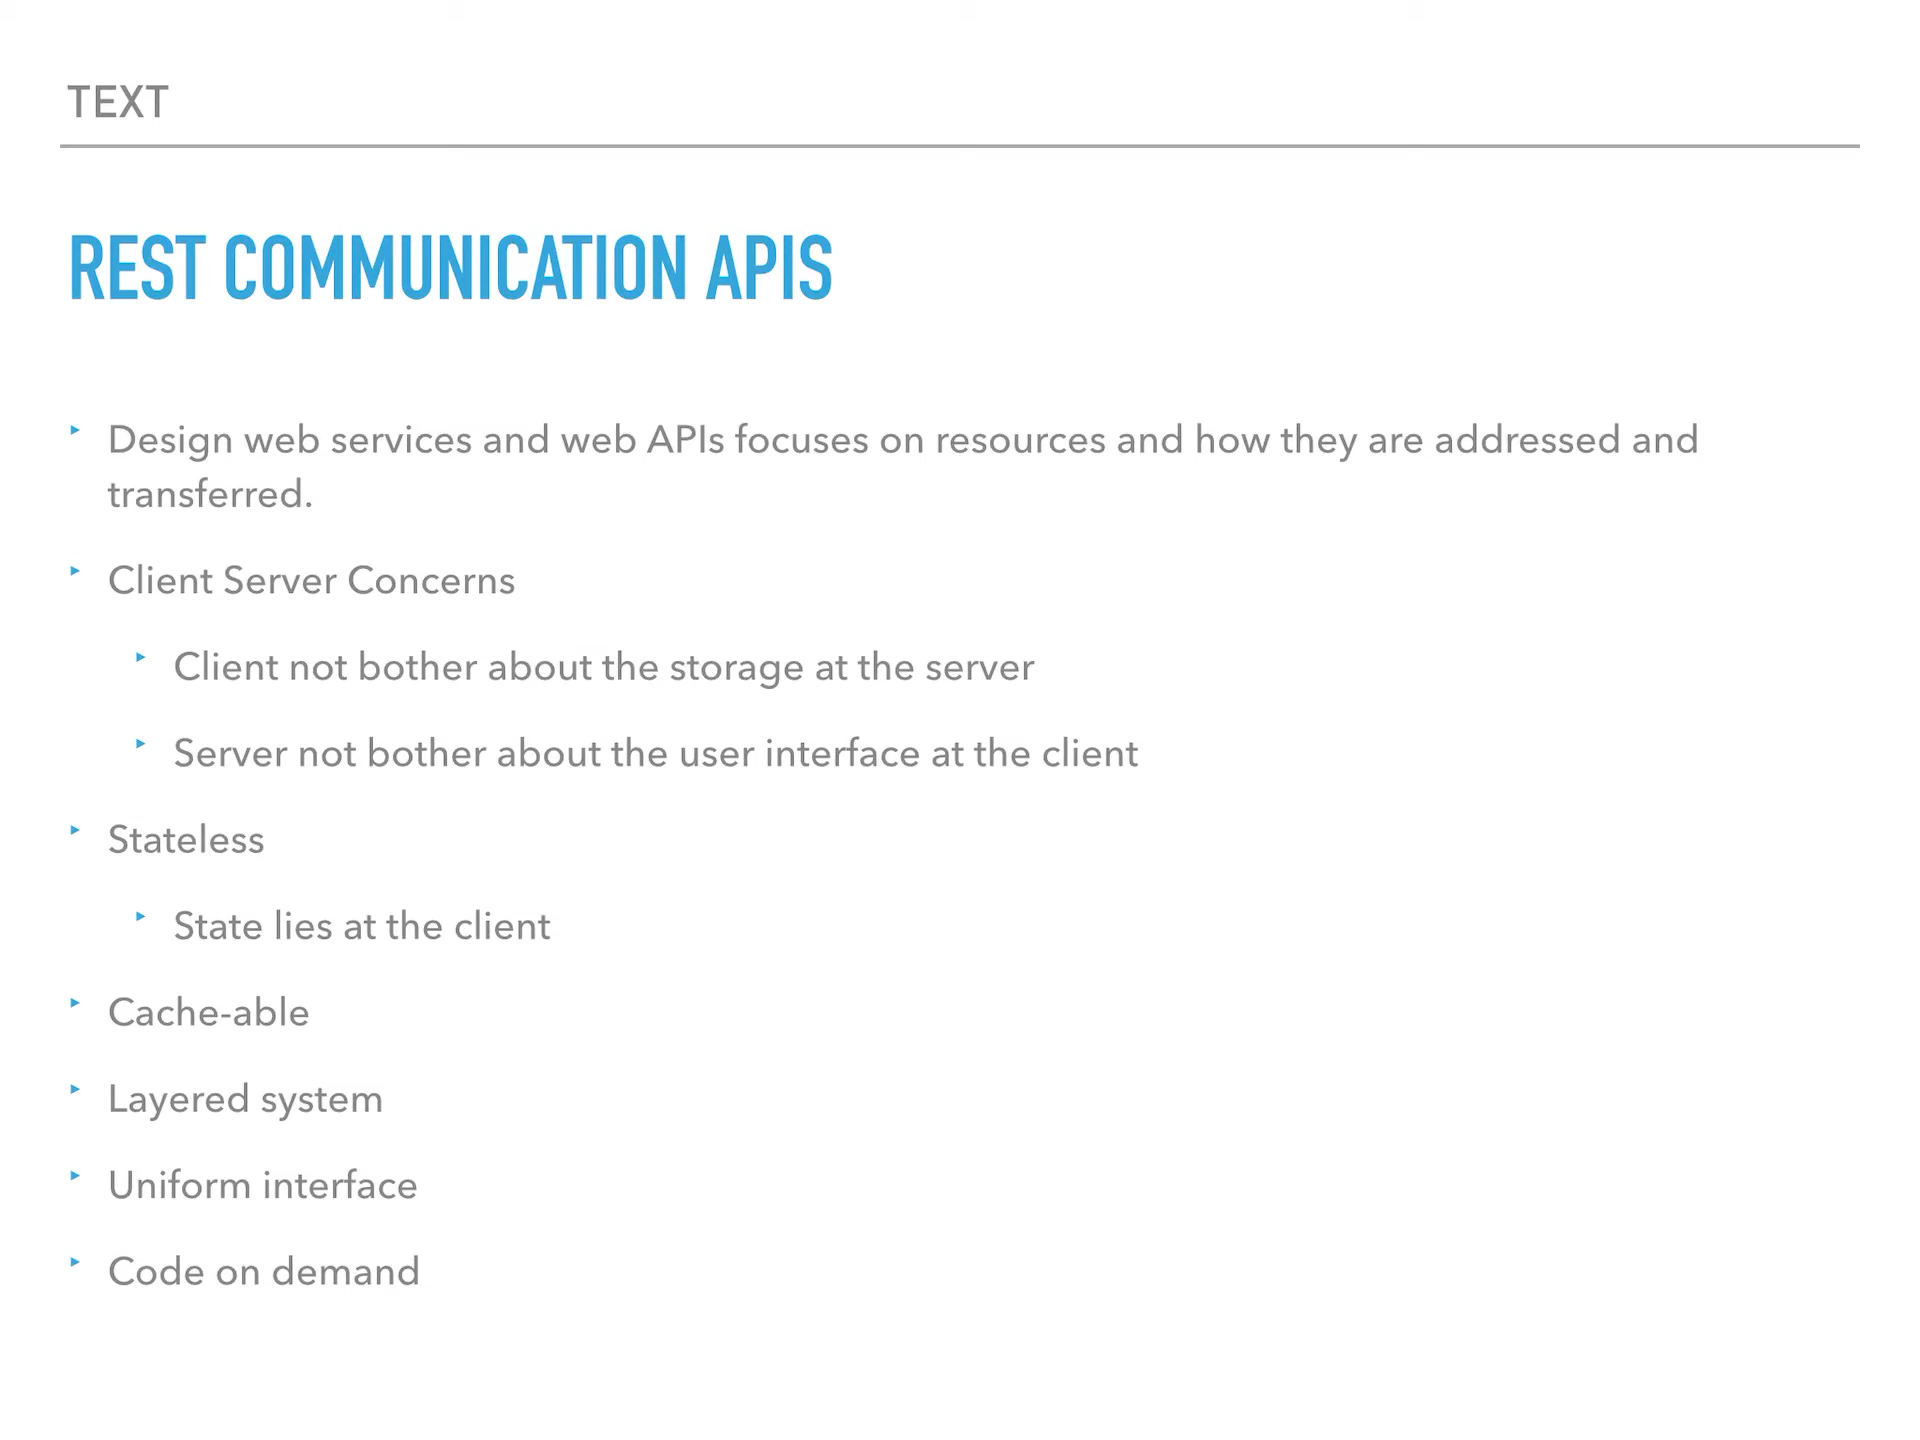 TEXT
REST COMMUNICATION APIS
‣ Design web services and web APIs focuses on resources and how they are addressed and
transferred.
‣ Client Server Concerns
‣ Client not bother about the storage at the server
‣ Server not bother about the user interface at the client
‣ Stateless
‣ State lies at the client
‣ Cache-able
‣ Layered system
‣ Uniform interface
‣ Code on demand